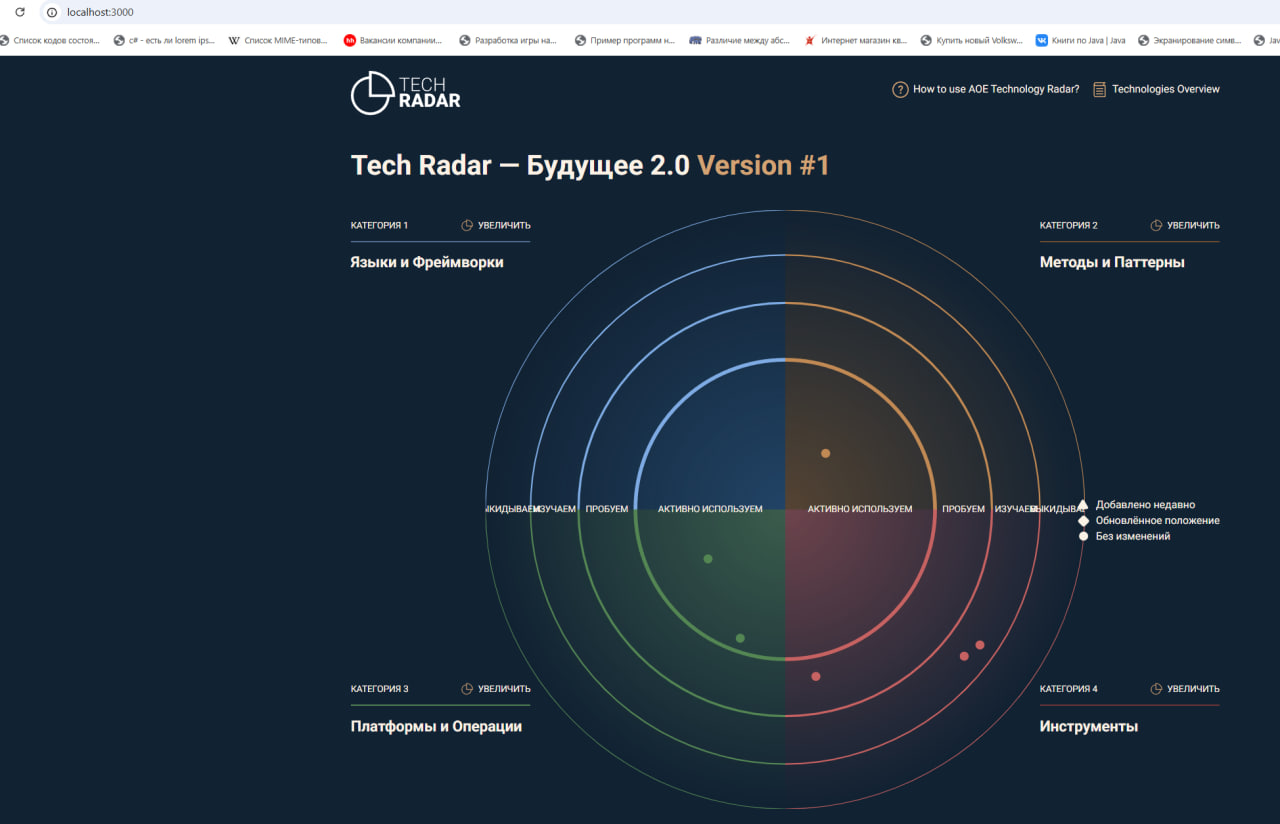 localhost:3000
Список кодов состоя...
c# - есть ли lorem ips...
Список MIME-типов...
Вакансии компании...
Разработка игры на...
Пример программ н...
Различие между абс...
Интернет магазин кв...
Купить новый Volksw...
Книги по Java | Java
Экранирование симв...
TECH
RADAR
How to use AOE Technology Radar?
Technologies Overview
Tech Radar — Будущее 2.0 Version #1
КАТЕГОРИЯ 1
УВЕЛИЧИТЬ
Языки и Фреймворки
КАТЕГОРИЯ 2
УВЕЛИЧИТЬ
Методы и Паттерны
ИЗУЧАЕМ
ПРОБУЕМ
АКТИВНО ИСПОЛЬЗУЕМ
АКТИВНО ИСПОЛЬЗУЕМ
ПРОБУЕМ
ИЗУЧАЕМ
Добавлено недавно
Обновлённое положение
Без изменений
КАТЕГОРИЯ 3
УВЕЛИЧИТЬ
Платформы и Операции
КАТЕГОРИЯ 4
УВЕЛИЧИТЬ
Инструменты